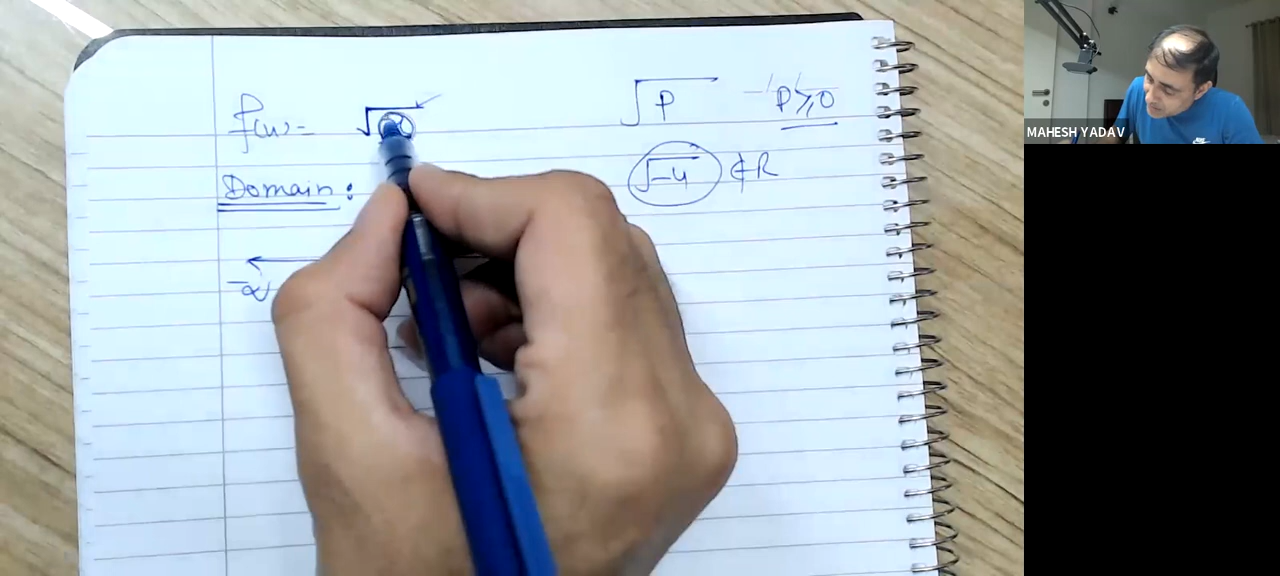 f(x) =
√P P ≥ 0
Domain :
√-4 ∉ R
-∞
MAHESH YADAV